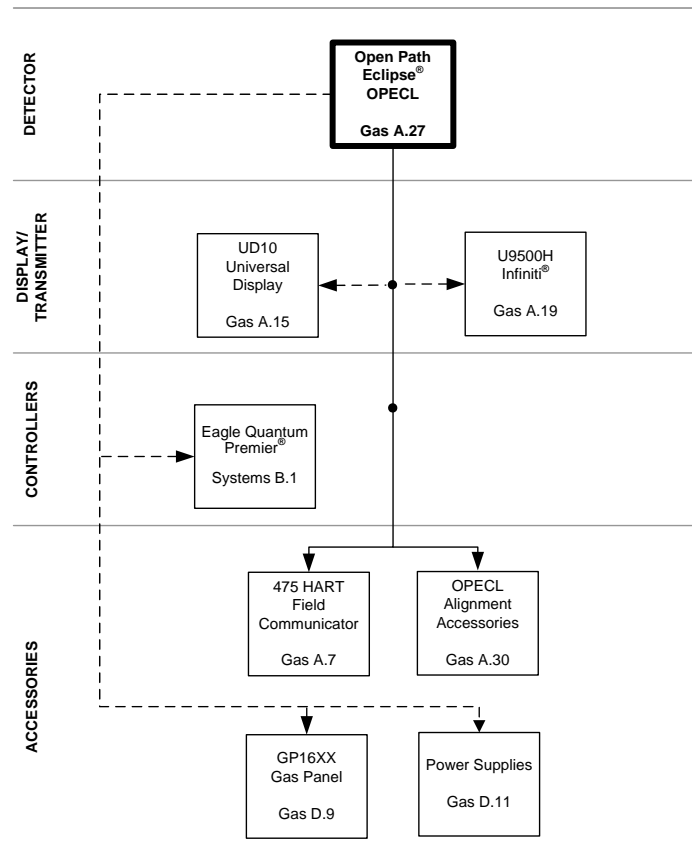 DETECTOR
Open Path
Eclipse®
OPECL
Gas A.27
DISPLAY/
TRANSMITTER
UD10
Universal
Display
Gas A.15
U9500H
Infiniti®
Gas A.19
CONTROLLERS
Eagle Quantum
Premier®
Systems B.1
ACCESSORIES
475 HART
Field
Communicator
Gas A.7
OPECL
Alignment
Accessories
Gas A.30
GP16XX
Gas Panel
Gas D.9
Power Supplies
Gas D.11